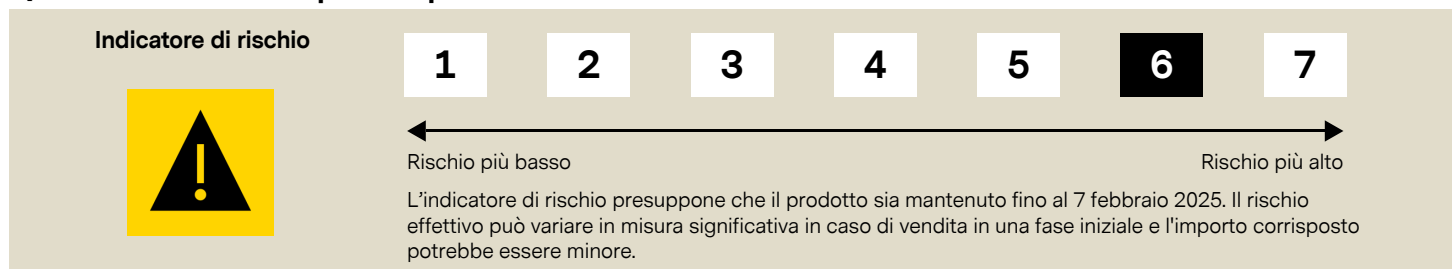 Indicatore di rischio
1 2 3 4 5 6 7
Rischio più basso Rischio più alto
L'indicatore di rischio presuppone che il prodotto sia mantenuto fino al 7 febbraio 2025. Il rischio
effettivo può variare in misura significativa in caso di vendita in una fase iniziale e l'importo corrisposto
potrebbe essere minore.